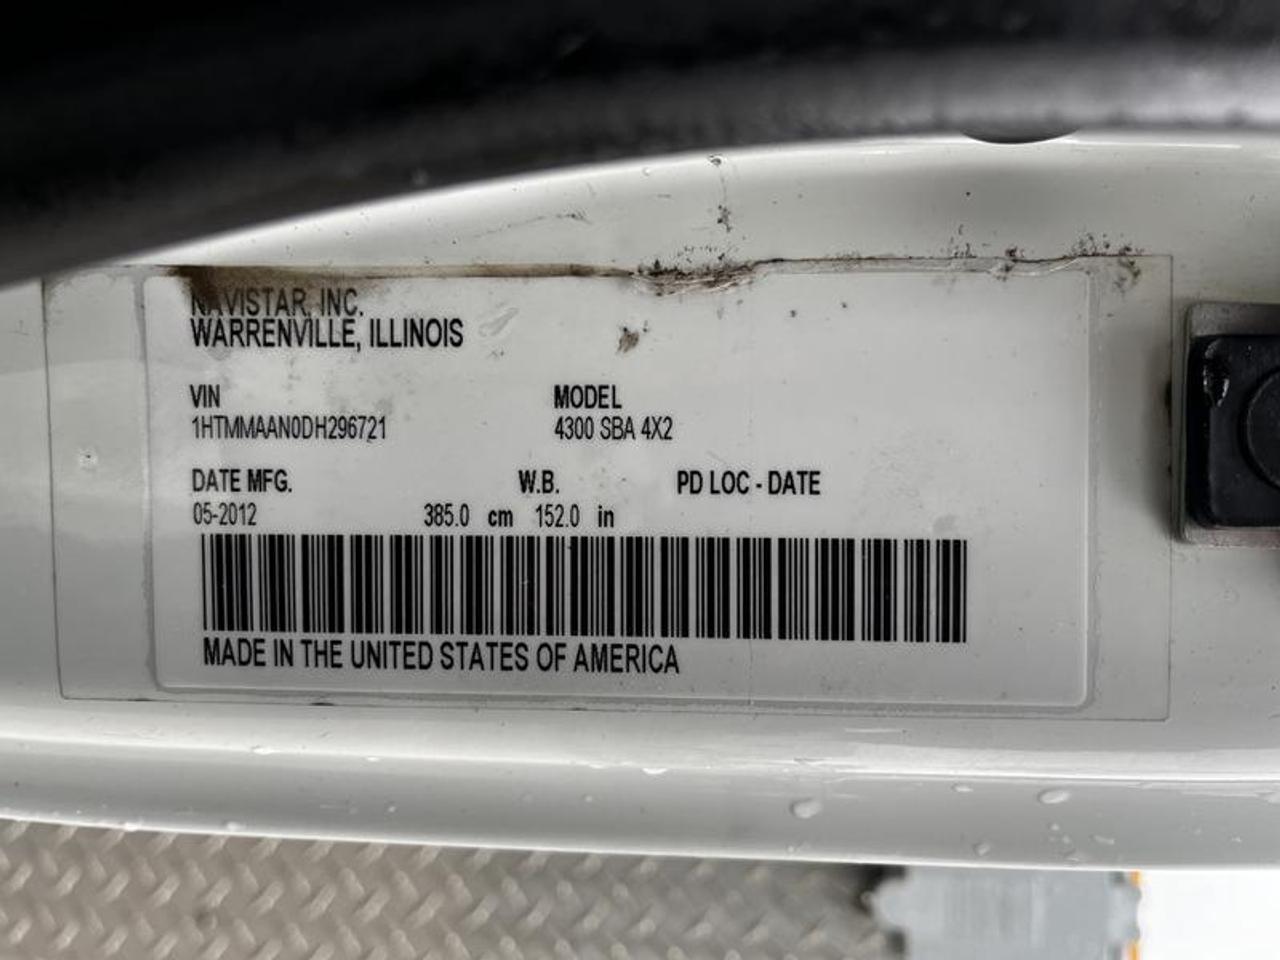 NAVISTAR, INC.
WARRENVILLE, ILLINOIS
VIN MODEL
1HTMMAAN0DH296721 4300 SBA 4X2
DATE MFG. W.B. PD LOC - DATE
05-2012 385.0 cm 152.0 in
MADE IN THE UNITED STATES OF AMERICA